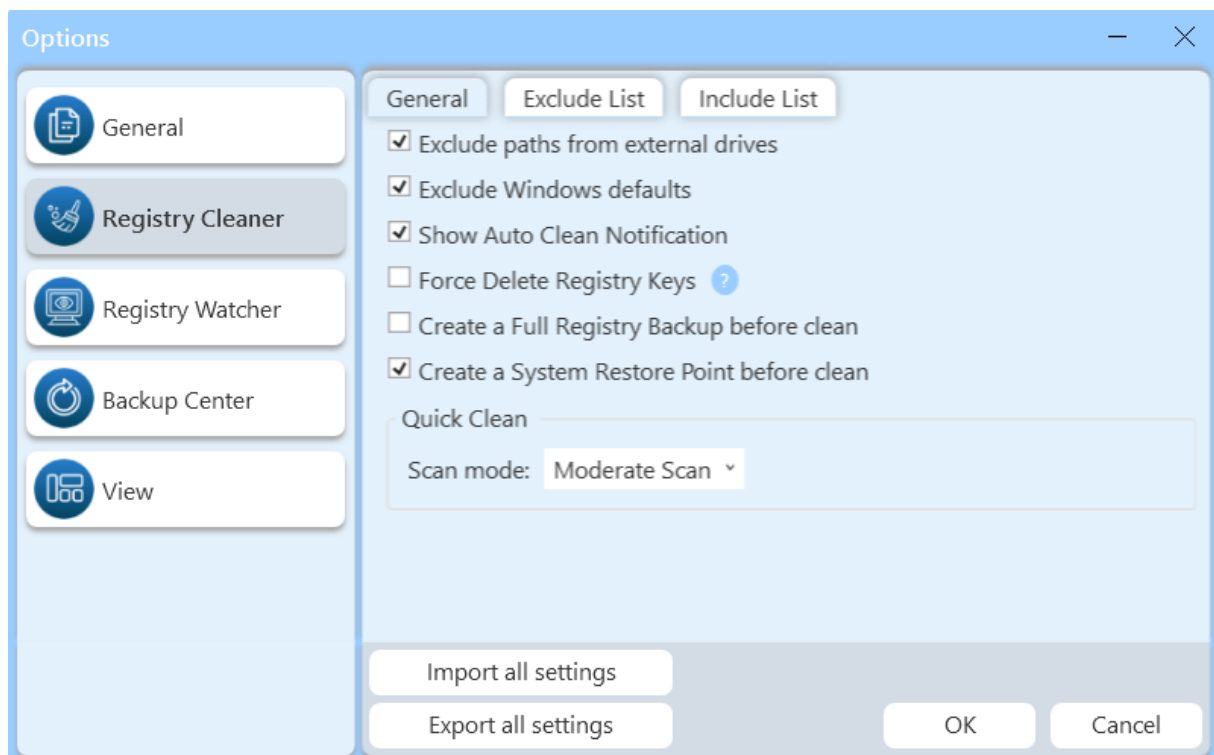 Options
General
Registry Cleaner
Registry Watcher
Backup Center
View
General Exclude List Include List
Exclude paths from external drives
Exclude Windows defaults
Show Auto Clean Notification
Force Delete Registry Keys ?
Create a Full Registry Backup before clean
Create a System Restore Point before clean
Quick Clean
Scan mode: Moderate Scan
Import all settings
Export all settings OK Cancel